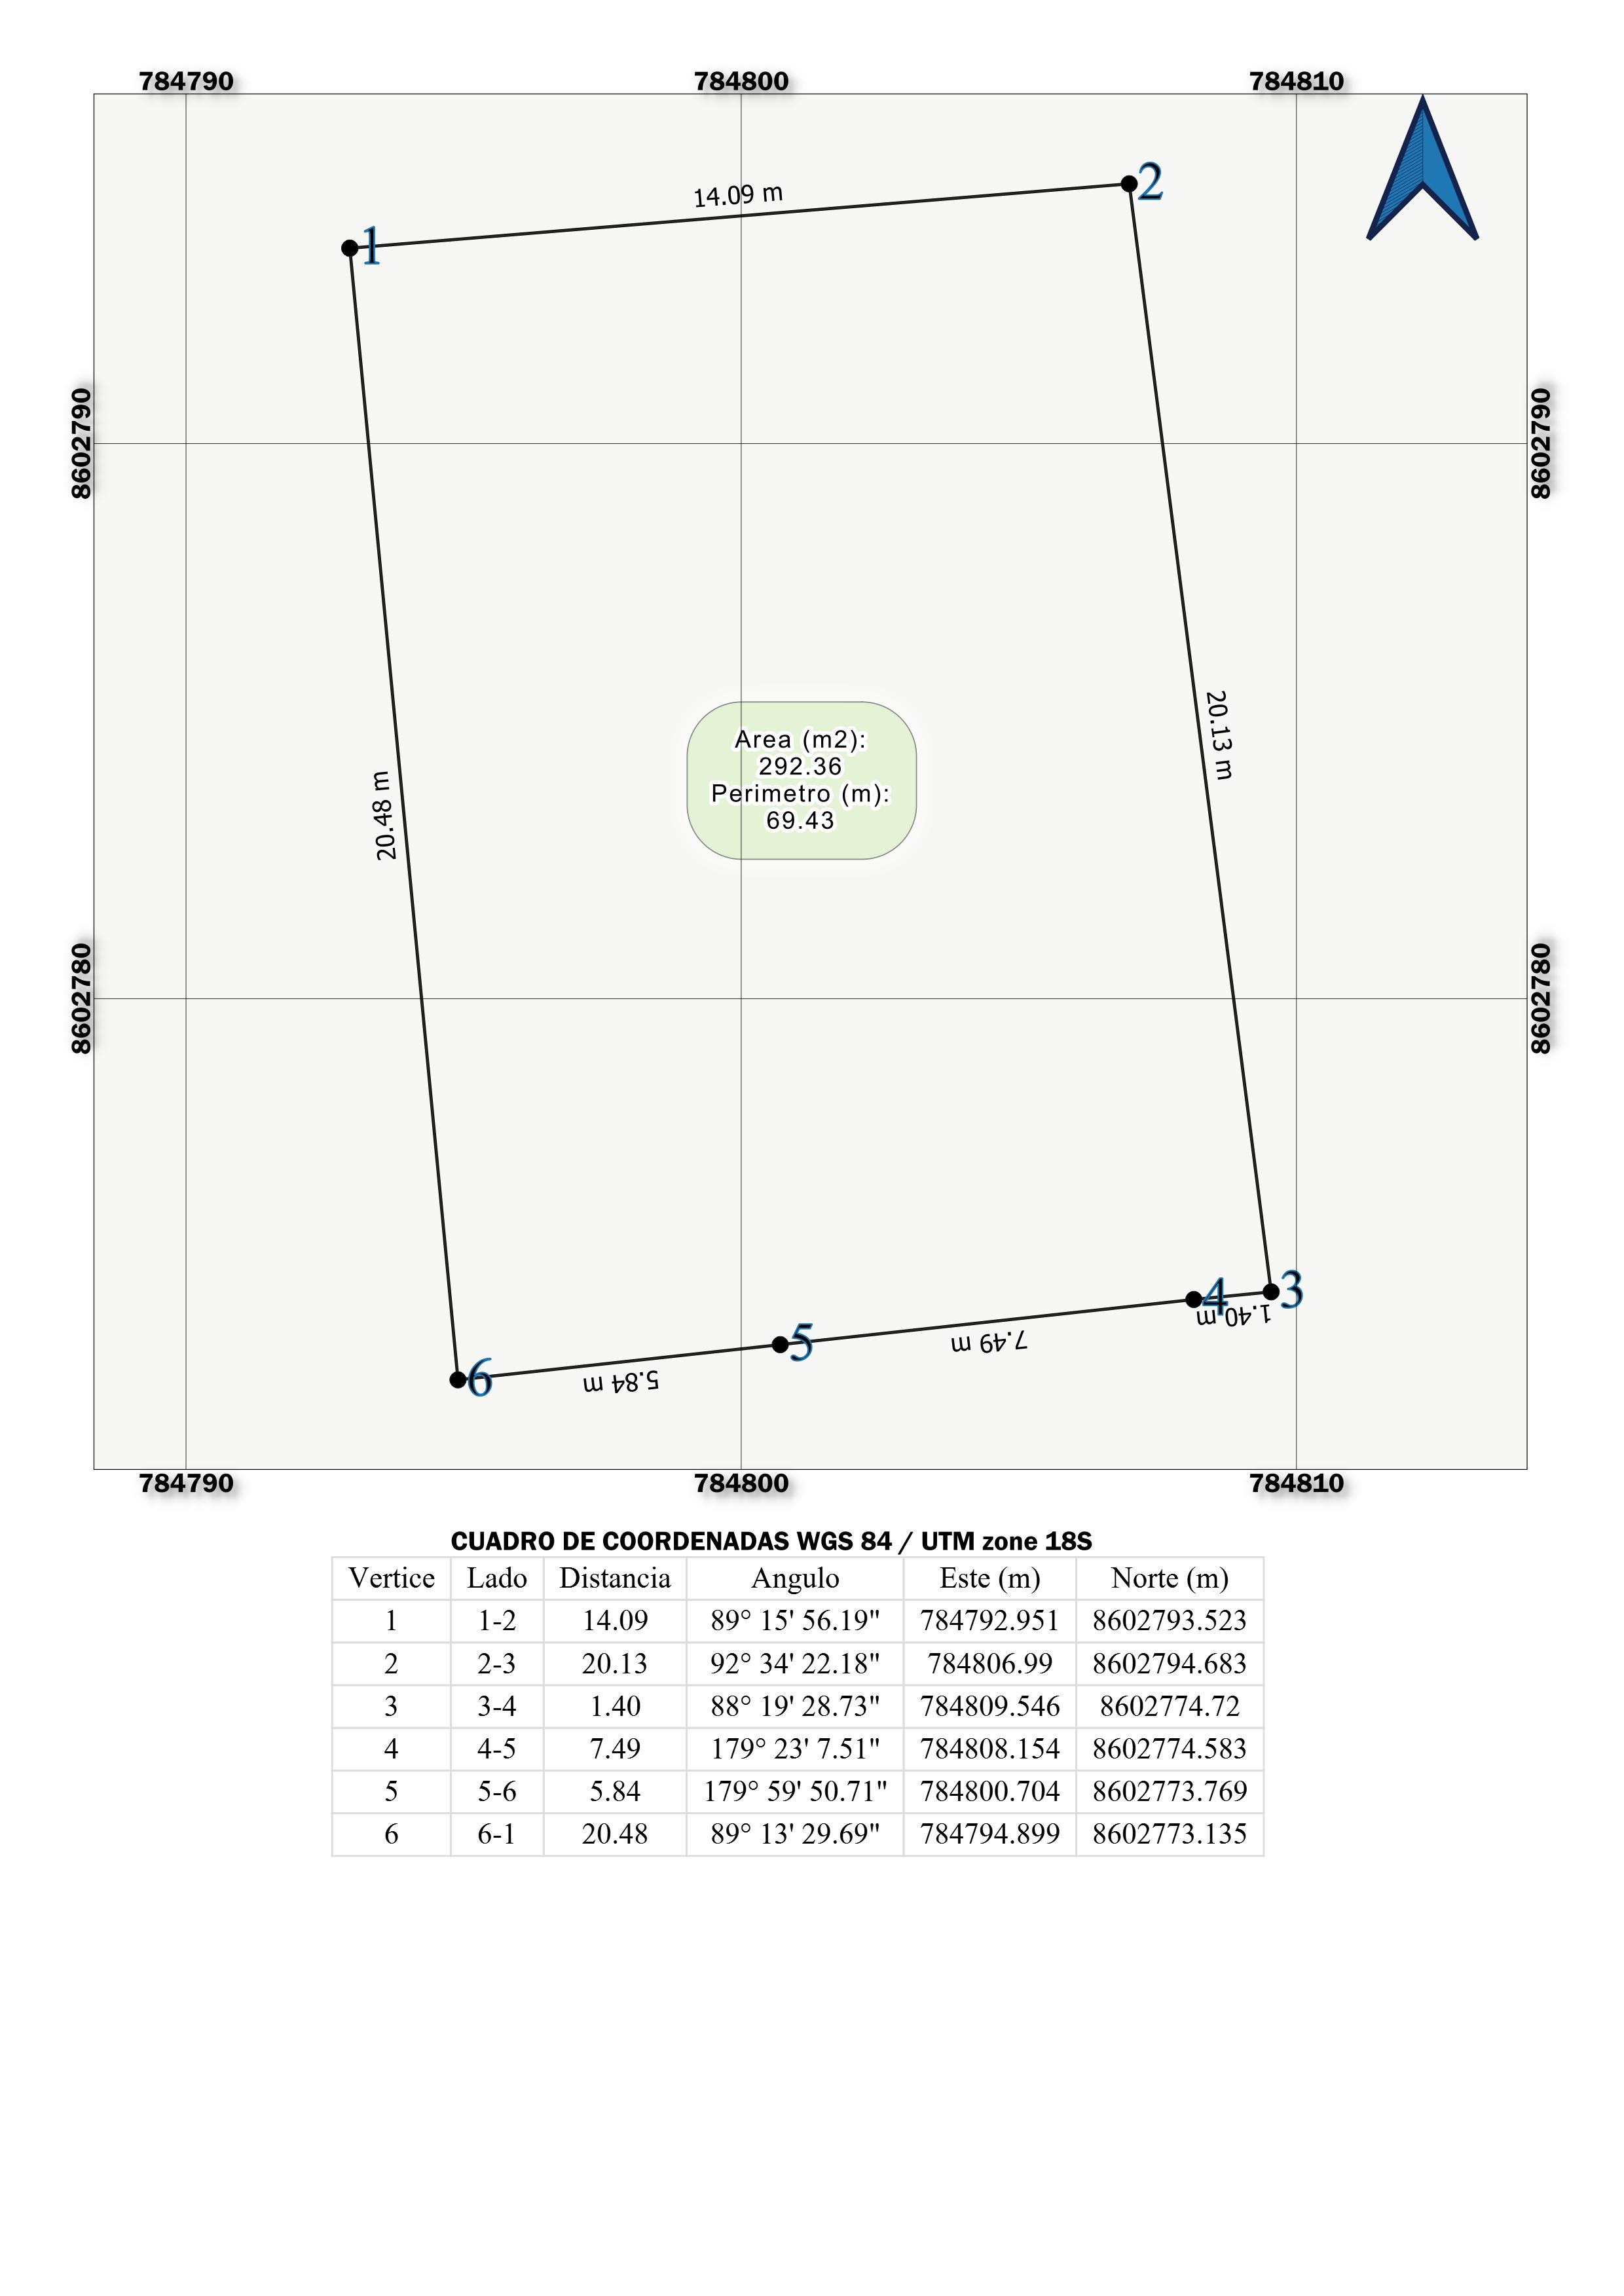 784790 784800 784810
1 14.09 m 2
8602790 8602790
20.48 m
20.13 m
Area (m2):
292.36
Perimetro (m):
69.43
8602780 8602780
6 5.84 m 5 7.49 m 4 1.40 m 3
784790 784800 784810
CUADRO DE COORDENADAS WGS 84 / UTM zone 18S
Vertice Lado Distancia Angulo Este (m) Norte (m)
1 1-2 14.09 89° 15' 56.19" 784792.951 8602793.523
2 2-3 20.13 92° 34' 22.18" 784806.99 8602794.683
3 3-4 1.40 88° 19' 28.73" 784809.546 8602774.72
4 4-5 7.49 179° 23' 7.51" 784808.154 8602774.583
5 5-6 5.84 179° 59' 50.71" 784800.704 8602773.769
6 6-1 20.48 89° 13' 29.69" 784794.899 8602773.135